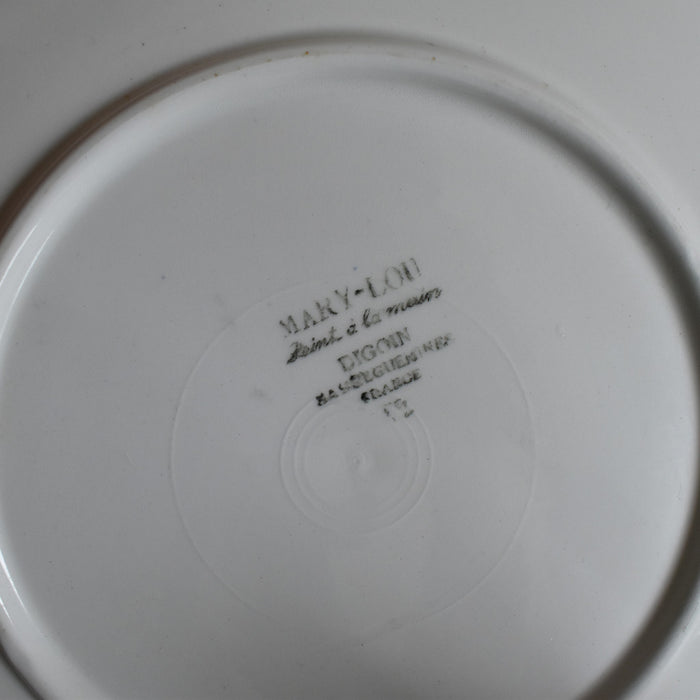 MARY-LOU
Peint à la main
DIGOIN
SARREGUEMINES
FRANCE